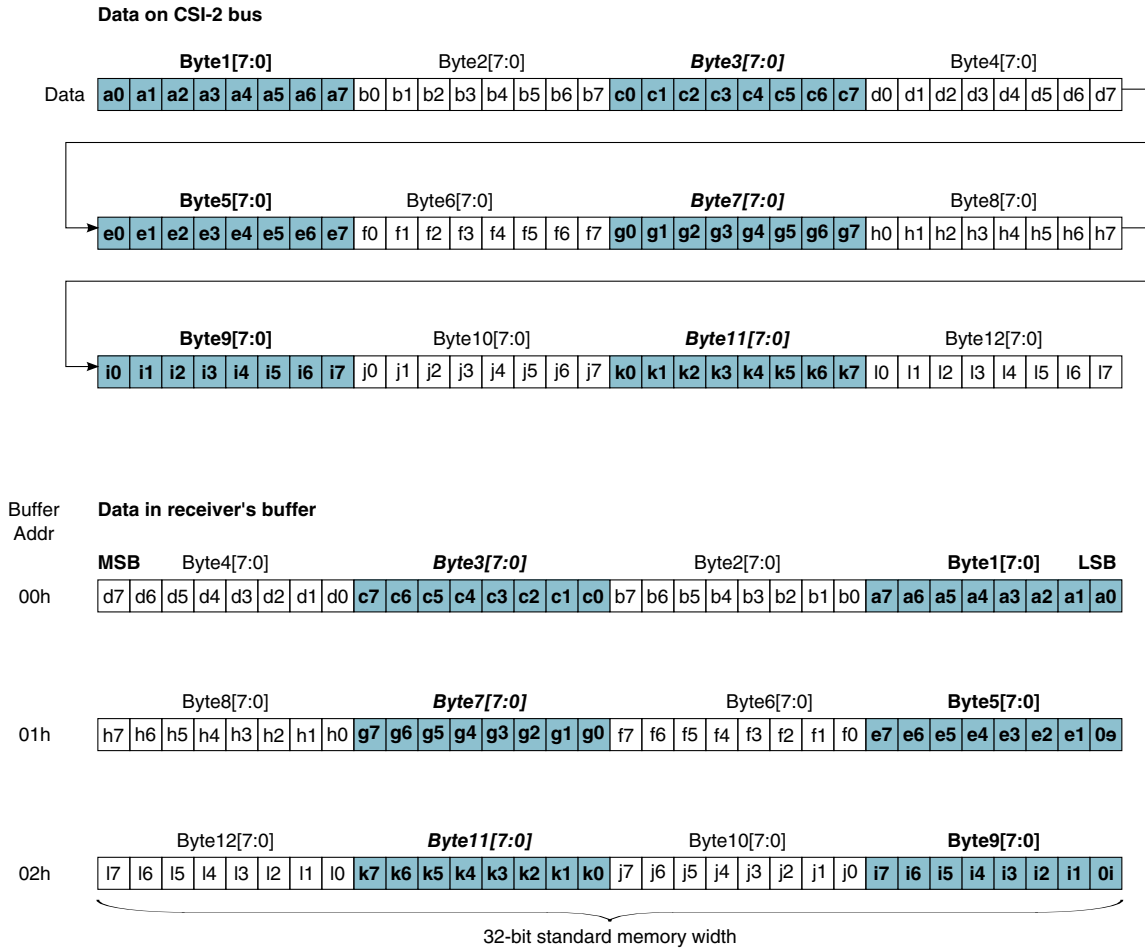 Data on CSI-2 bus
Byte1[7:0] Byte2[7:0] Byte3[7:0] Byte4[7:0]
Data a0 a1 a2 a3 a4 a5 a6 a7 b0 b1 b2 b3 b4 b5 b6 b7 c0 c1 c2 c3 c4 c5 c6 c7 d0 d1 d2 d3 d4 d5 d6 d7
Byte5[7:0] Byte6[7:0] Byte7[7:0] Byte8[7:0]
e0 e1 e2 e3 e4 e5 e6 e7 f0 f1 f2 f3 f4 f5 f6 f7 g0 g1 g2 g3 g4 g5 g6 g7 h0 h1 h2 h3 h4 h5 h6 h7
Byte9[7:0] Byte10[7:0] Byte11[7:0] Byte12[7:0]
i0 i1 i2 i3 i4 i5 i6 i7 j0 j1 j2 j3 j4 j5 j6 j7 k0 k1 k2 k3 k4 k5 k6 k7 l0 l1 l2 l3 l4 l5 l6 l7
Buffer Addr
Data in receiver's buffer
MSB Byte4[7:0] Byte3[7:0] Byte2[7:0] Byte1[7:0] LSB
00h d7 d6 d5 d4 d3 d2 d1 d0 c7 c6 c5 c4 c3 c2 c1 c0 b7 b6 b5 b4 b3 b2 b1 b0 a7 a6 a5 a4 a3 a2 a1 a0
Byte8[7:0] Byte7[7:0] Byte6[7:0] Byte5[7:0]
01h h7 h6 h5 h4 h3 h2 h1 h0 g7 g6 g5 g4 g3 g2 g1 g0 f7 f6 f5 f4 f3 f2 f1 f0 e7 e6 e5 e4 e3 e2 e1 0e
Byte12[7:0] Byte11[7:0] Byte10[7:0] Byte9[7:0]
02h l7 l6 l5 l4 l3 l2 l1 l0 k7 k6 k5 k4 k3 k2 k1 k0 j7 j6 j5 j4 j3 j2 j1 j0 i7 i6 i5 i4 i3 i2 i1 0i
32-bit standard memory width